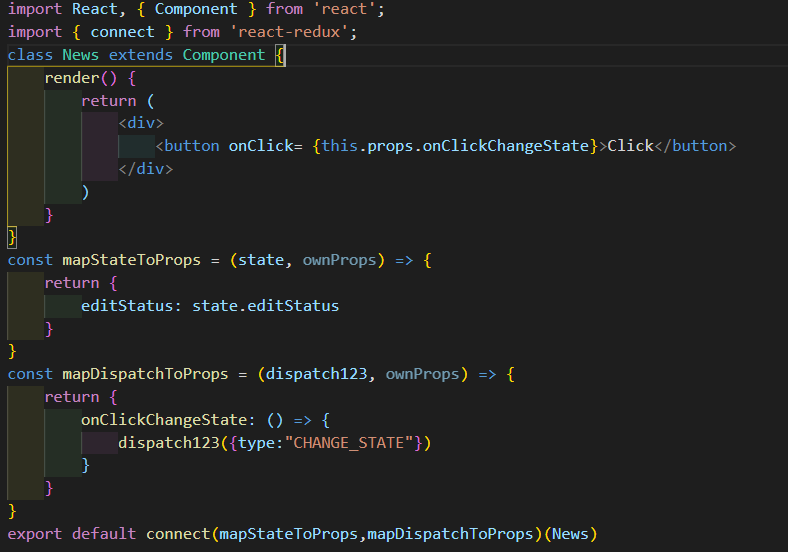 import React, { Component } from 'react';
import { connect } from 'react-redux';
class News extends Component {
render() {
return (
<div>
<button onClick= {this.props.onClickChangeState}>Click</button>
</div>
)
}
}
const mapStateToProps = (state, ownProps) => {
return {
editStatus: state.editStatus
}
}
const mapDispatchToProps = (dispatch123, ownProps) => {
return {
onClickChangeState: () => {
dispatch123({type:"CHANGE_STATE"})
}
}
}
export default connect(mapStateToProps,mapDispatchToProps)(News)